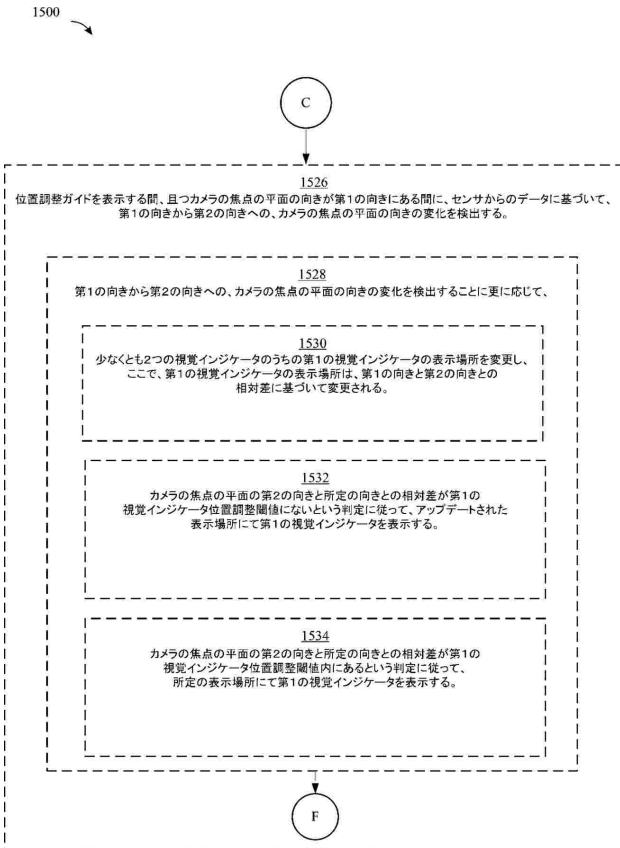 1500
C
1526
位置調整ガイドを表示する間、且つカメラの焦点の平面の向きが第1の向きにある間に、センサからのデータに基づいて、
第1の向きから第2の向きへの、カメラの焦点の平面の向きの変化を検出する。
1528
第1の向きから第2の向きへの、カメラの焦点の平面の向きの変化を検出することに更に応じて、
1530
少なくとも2つの視覚インジケータのうちの第1の視覚インジケータの表示場所を変更し、
ここで、第1の視覚インジケータの表示場所は、第1の向きと第2の向きとの
相対差に基づいて変更される。
1532
カメラの焦点の平面の第2の向きと所定の向きとの相対差が第1の
視覚インジケータ位置調整閾値にないという判定に従って、アップデートされた
表示場所にて第1の視覚インジケータを表示する。
1534
カメラの焦点の平面の第2の向きと所定の向きとの相対差が第1の
視覚インジケータ位置調整閾値内にあるという判定に従って、
所定の表示場所にて第1の視覚インジケータを表示する。
F